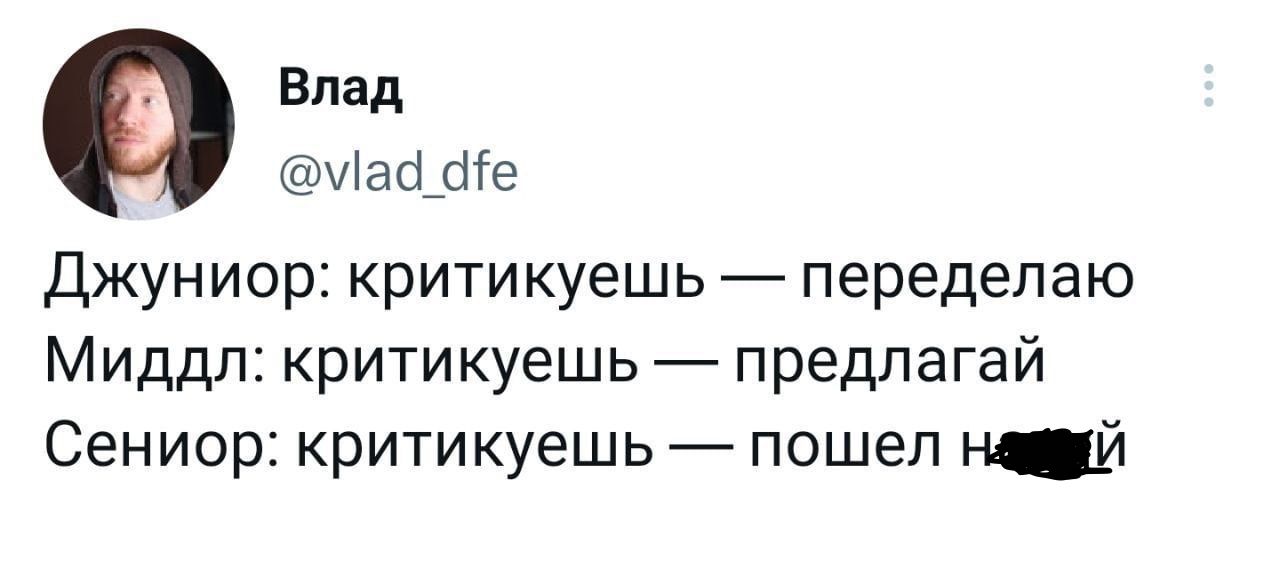 Влад
@vlad_dfe
Джуниор: критикуешь — переделаю
Миддл: критикуешь — предлагай
Сениор: критикуешь — пошел